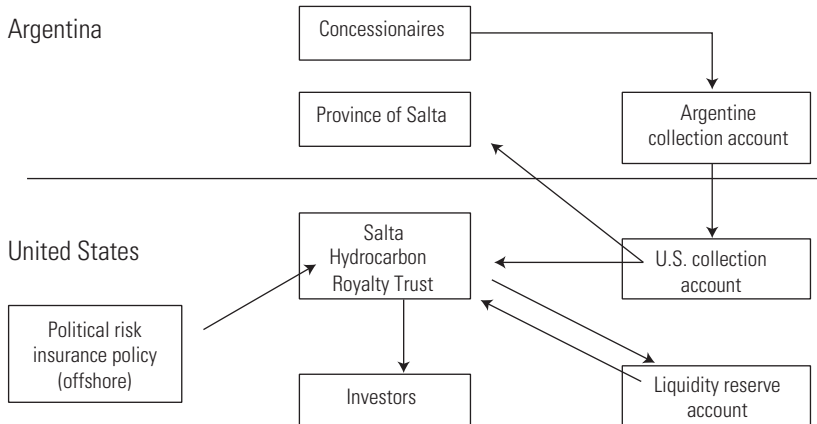 Argentina
Concessionaires
Province of Salta
Argentine
collection account
United States
Salta
Hydrocarbon
Royalty Trust
U.S. collection
account
Political risk
insurance policy
(offshore)
Investors
Liquidity reserve
account